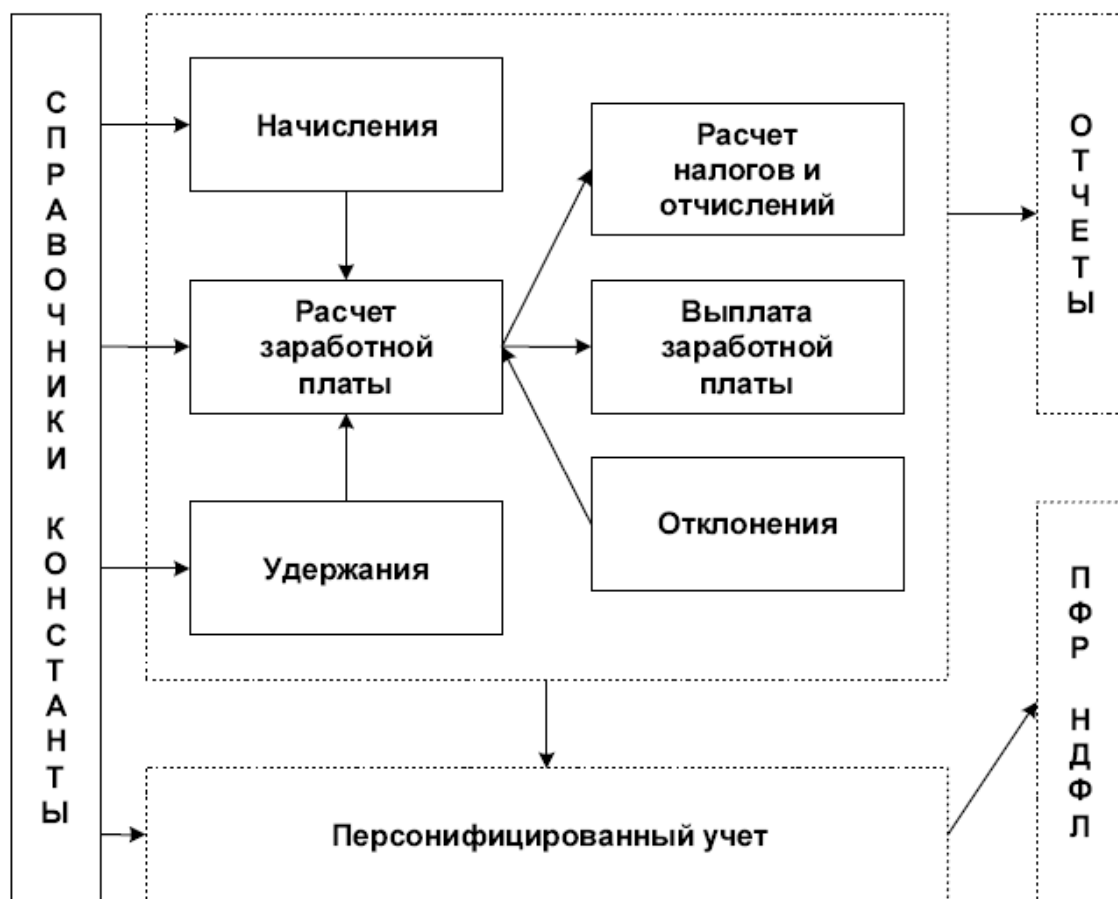 СПРАВОЧНИКИ КОНСТАНТЫ
Начисления
Расчет
заработной
платы
Удержания
Расчет
налогов и
отчислений
Выплата
заработной
платы
Отклонения
Персонифицированный учет
ОТЧЕТЫ
ПФР НДФЛ